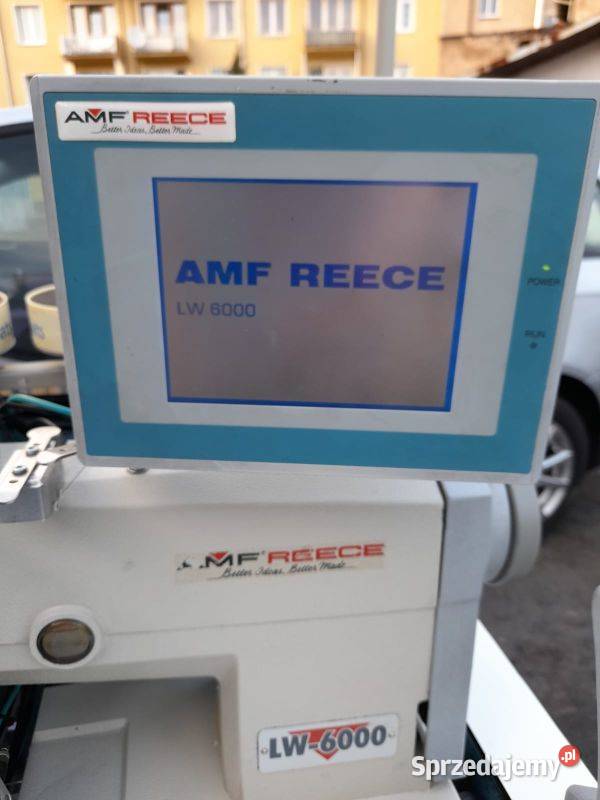 AMF REECE
Better Ideas, Better Made
AMF REECE
LW 6000
POWER
RUN
MF REECE
Better Ideas, Better Made
LW-6000
Sprzedajemy.pl